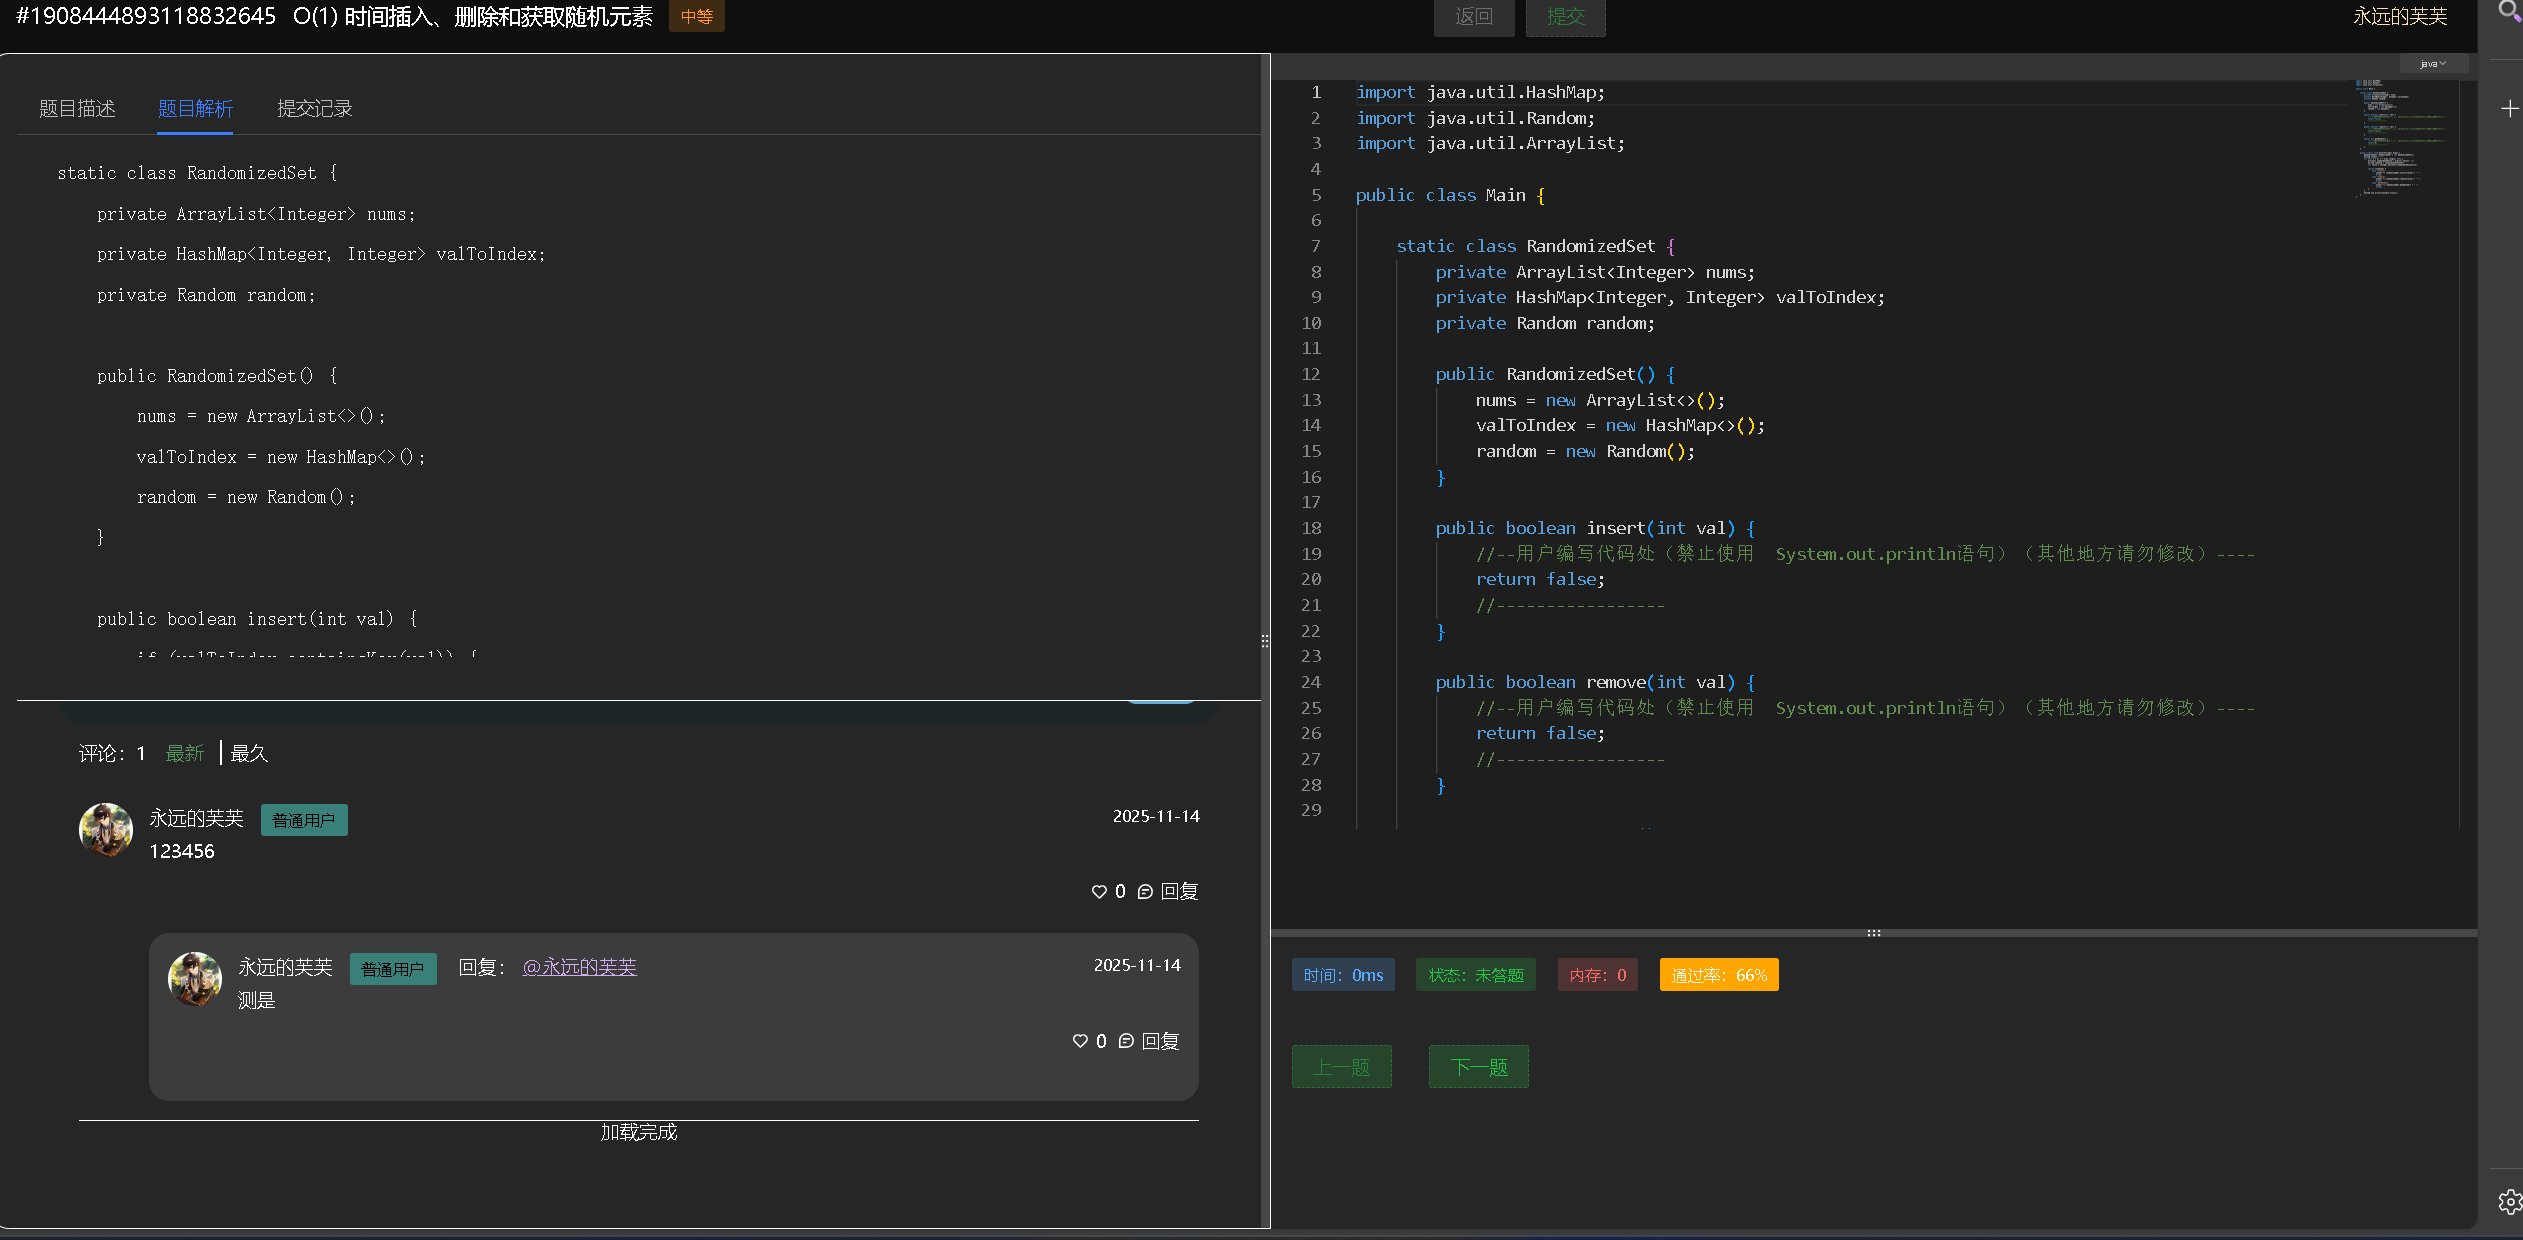 #1908444893118832645 O(1) 时间插入、删除和获取随机元素 中等 返回 提交 永远的芙芙
题目描述 题目解析 提交记录
static class RandomizedSet {
    private ArrayList<Integer> nums;
    private HashMap<Integer, Integer> valToIndex;
    private Random random;
    public RandomizedSet() {
        nums = new ArrayList<>();
        valToIndex = new HashMap<>();
        random = new Random();
    }
    public boolean insert(int val) {
        if (valToIndex.containsKey(val)) {
评论：1 最新 最久
永远的芙芙 普通用户 2025-11-14
123456
0 回复
永远的芙芙 普通用户 回复： @永远的芙芙 2025-11-14
测是
0 回复
加载完成
java
1 import java.util.HashMap;
2 import java.util.Random;
3 import java.util.ArrayList;
4
5 public class Main {
6
7     static class RandomizedSet {
8         private ArrayList<Integer> nums;
9         private HashMap<Integer, Integer> valToIndex;
10         private Random random;
11
12         public RandomizedSet() {
13             nums = new ArrayList<>();
14             valToIndex = new HashMap<>();
15             random = new Random();
16         }
17
18         public boolean insert(int val) {
19             //--用户编写代码处（禁止使用 System.out.println语句）（其他地方请勿修改）----
20             return false;
21             //-----------------
22         }
23
24         public boolean remove(int val) {
25             //--用户编写代码处（禁止使用 System.out.println语句）（其他地方请勿修改）----
26             return false;
27             //-----------------
28         }
29
时间：0ms 状态：未答题 内存：0 通过率：66%
上一题 下一题